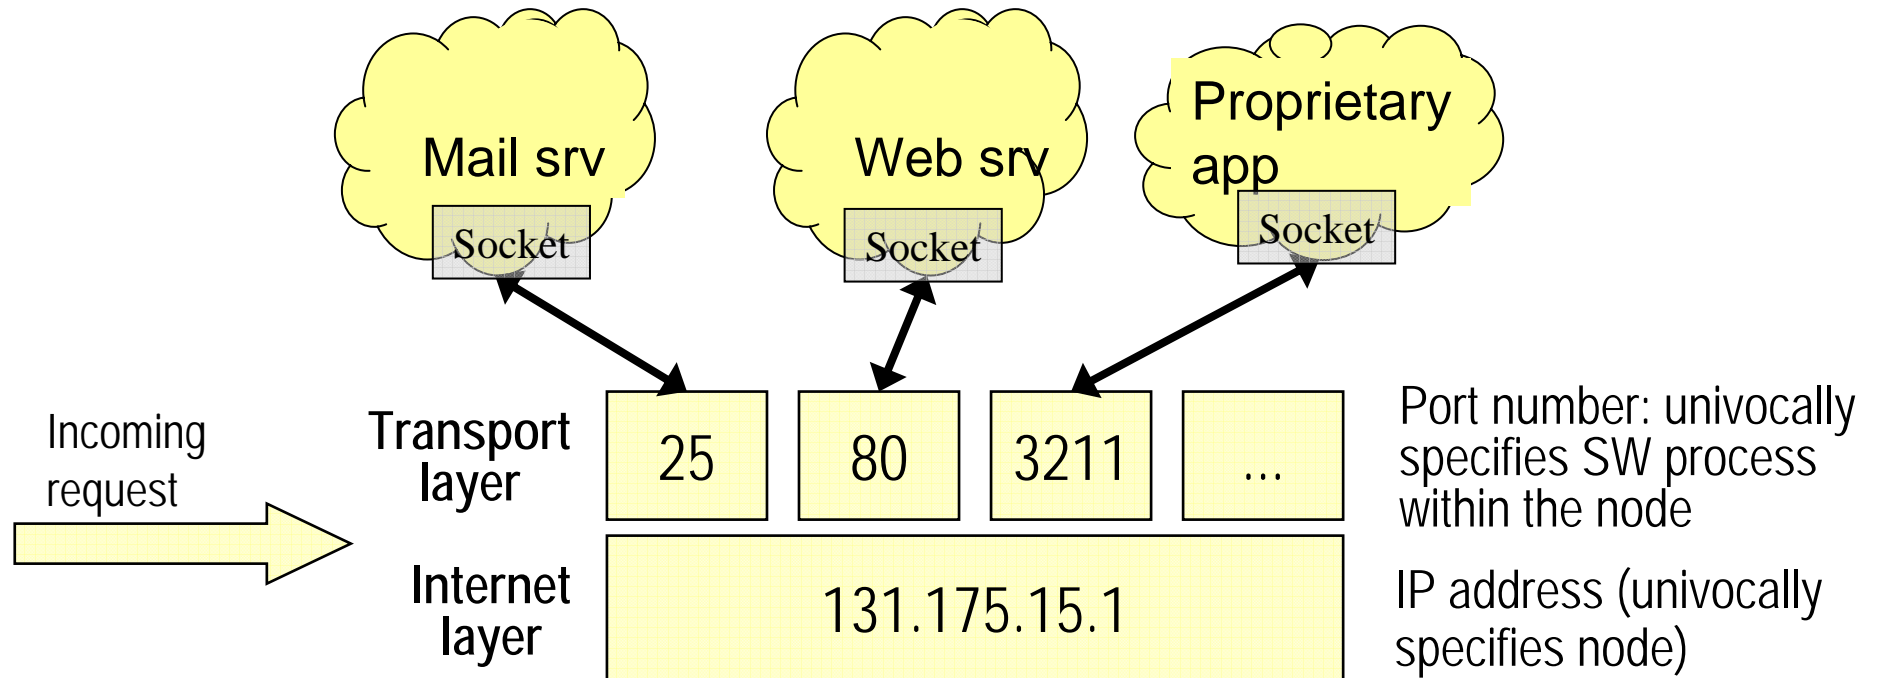 Mail srv
Web srv
Proprietary
app
Socket
Socket
Socket
Incoming
request
Transport
layer
25
80
3211
...
Port number: univocally
specifies SW process
within the node
Internet
layer
131.175.15.1
IP address (univocally
specifies node)